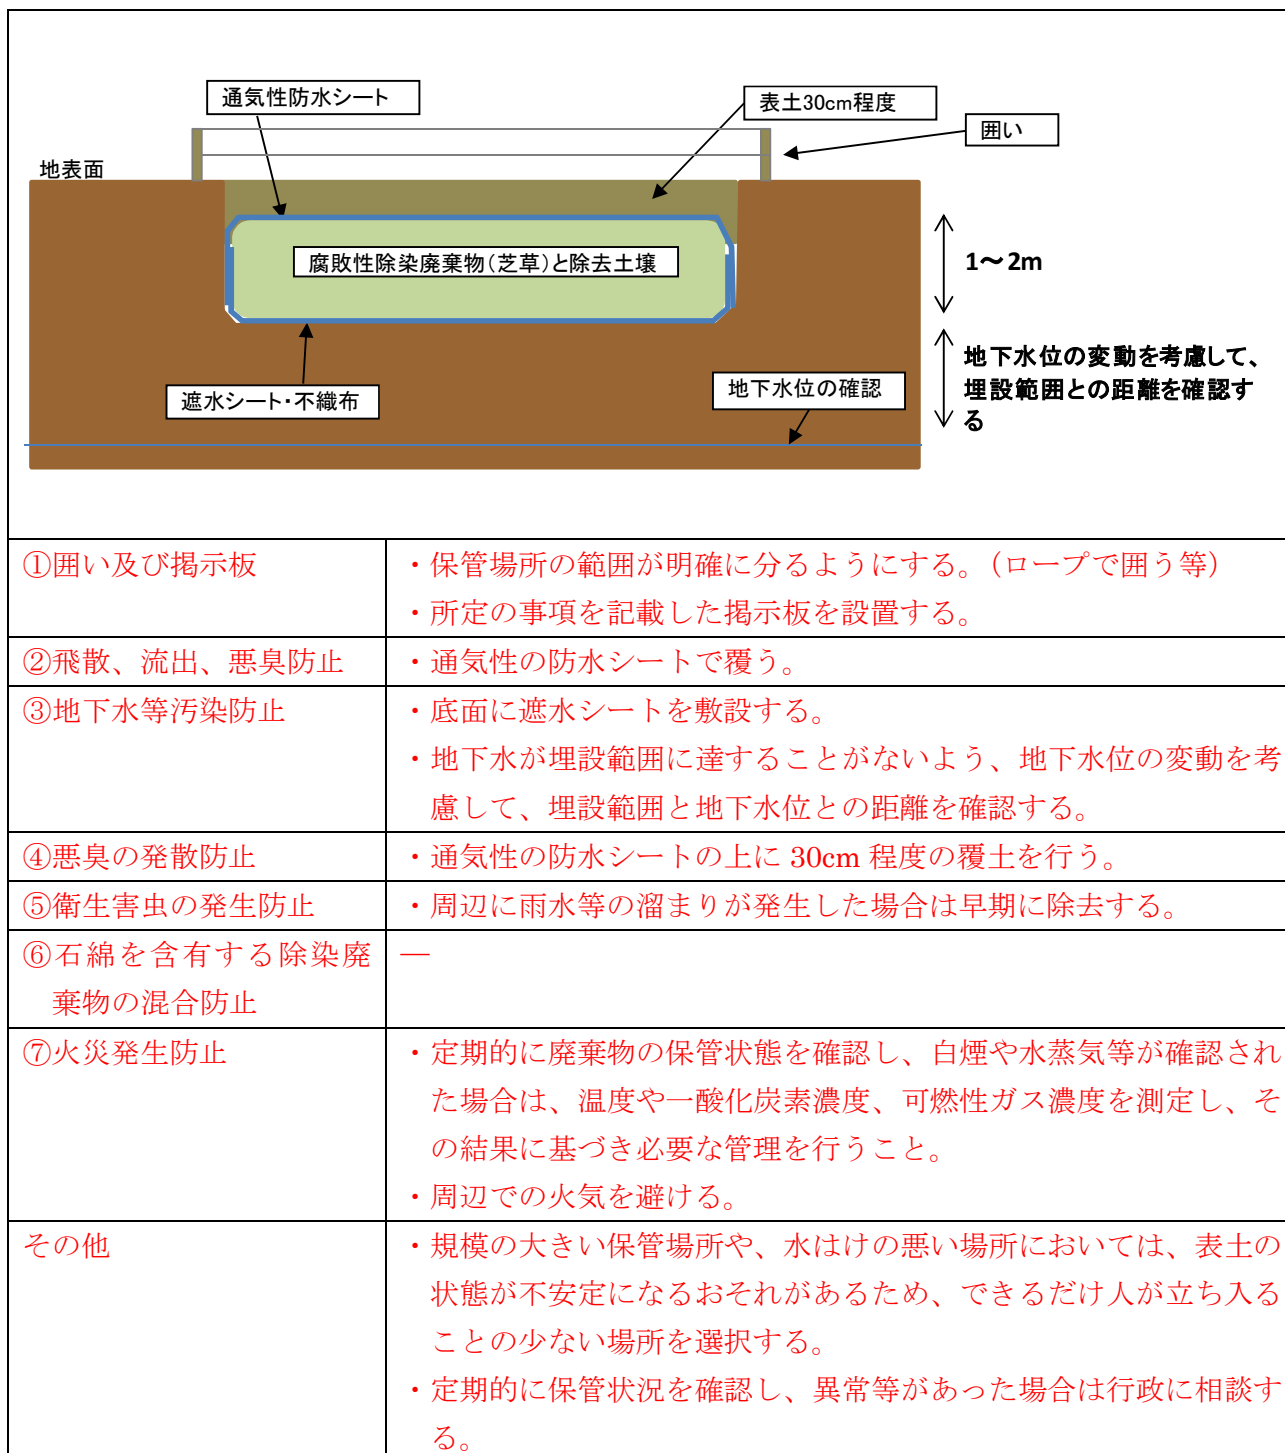 通気性防水シート
表土30cm程度
囲い
地表面
腐敗性除染廃棄物(芝草)と除去土壌
1～2m
遮水シート・不織布
地下水位の確認
地下水位の変動を考慮して、
埋設範囲との距離を確認す
る
①囲い及び掲示板
・保管場所の範囲が明確に分るようにする。（ロープで囲う等）
・所定の事項を記載した掲示板を設置する。
②飛散、流出、悪臭防止
・通気性の防水シートで覆う。
③地下水等汚染防止
・底面に遮水シートを敷設する。
・地下水が埋設範囲に達することがないよう、地下水位の変動を考
慮して、埋設範囲と地下水位との距離を確認する。
④悪臭の発散防止
・通気性の防水シートの上に 30cm 程度の覆土を行う。
⑤衛生害虫の発生防止
・周辺に雨水等の溜まりが発生した場合は早期に除去する。
⑥石綿を含有する除染廃
棄物の混合防止
―
⑦火災発生防止
・定期的に廃棄物の保管状態を確認し、白煙や水蒸気等が確認され
た場合は、温度や一酸化炭素濃度、可燃性ガス濃度を測定し、そ
の結果に基づき必要な管理を行うこと。
・周辺での火気を避ける。
その他
・規模の大きい保管場所や、水はけの悪い場所においては、表土の
状態が不安定になるおそれがあるため、できるだけ人が立ち入る
ことの少ない場所を選択する。
・定期的に保管状況を確認し、異常等があった場合は行政に相談す
る。